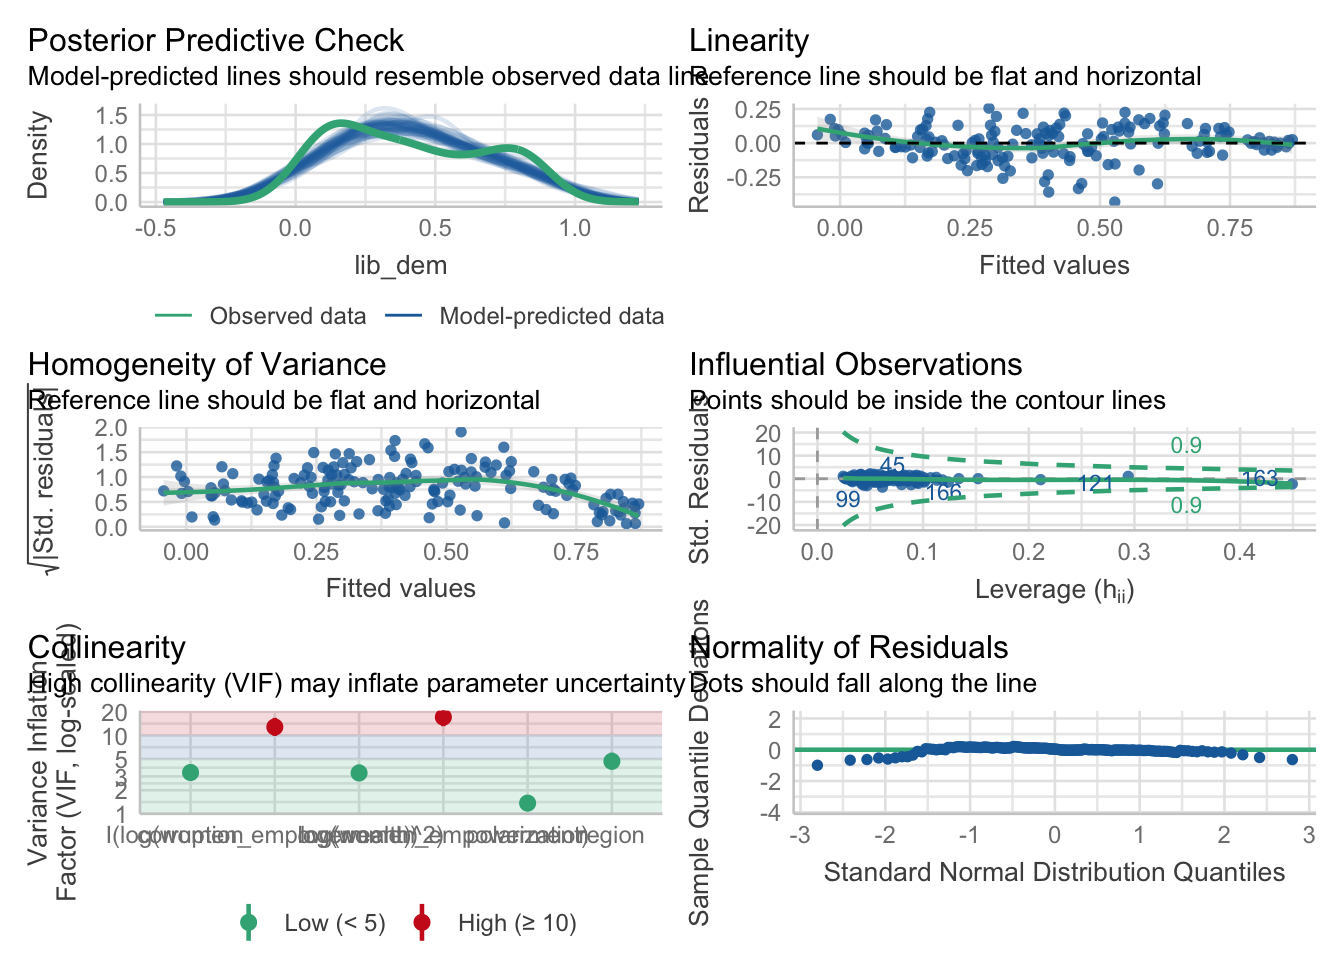 Posterior Predictive Check
Model-predicted lines should resemble observed data line
Density
1.5
1.0
0.5
0.0
-0.5 0.0 0.5 1.0
lib_dem
Observed data Model-predicted data
Linearity
Reference line should be flat and horizontal
Residuals
0.25
0.00
-0.25
0.00 0.25 0.50 0.75
Fitted values
Homogeneity of Variance
Reference line should be flat and horizontal
√|Std. residuals|
2.0
1.5
1.0
0.5
0.0
0.00 0.25 0.50 0.75
Fitted values
Influential Observations
Points should be inside the contour lines
Std. Residuals
20
10
0
-10
-20
0.9
45
163
121
166
99
0.9
0.0 0.1 0.2 0.3 0.4
Leverage (hii)
Collinearity
High collinearity (VIF) may inflate parameter uncertainty
Variance Inflation
Factor (VIF, log-scaled)
20
10
5
3
2
1
polarization region
Low (< 5) High (≥ 10)
Normality of Residuals
Dots should fall along the line
Sample Quantile Deviations
2
0
-2
-4
-3 -2 -1 0 1 2 3
Standard Normal Distribution Quantiles